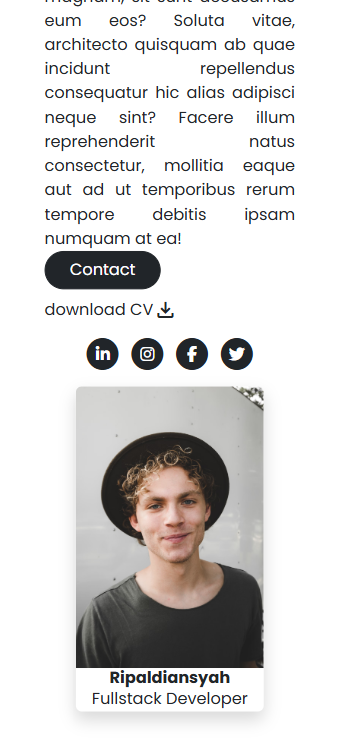 eum eos? Soluta vitae,
architecto quisquam ab quae
incidunt repellendus
consequatur hic alias adipisci
neque sint? Facere illum
reprehenderit natus
consectetur, mollitia eaque
aut ad ut temporibus rerum
tempore debitis ipsam
numquam at ea!
Contact
download CV
Ripaldiansyah
Fullstack Developer